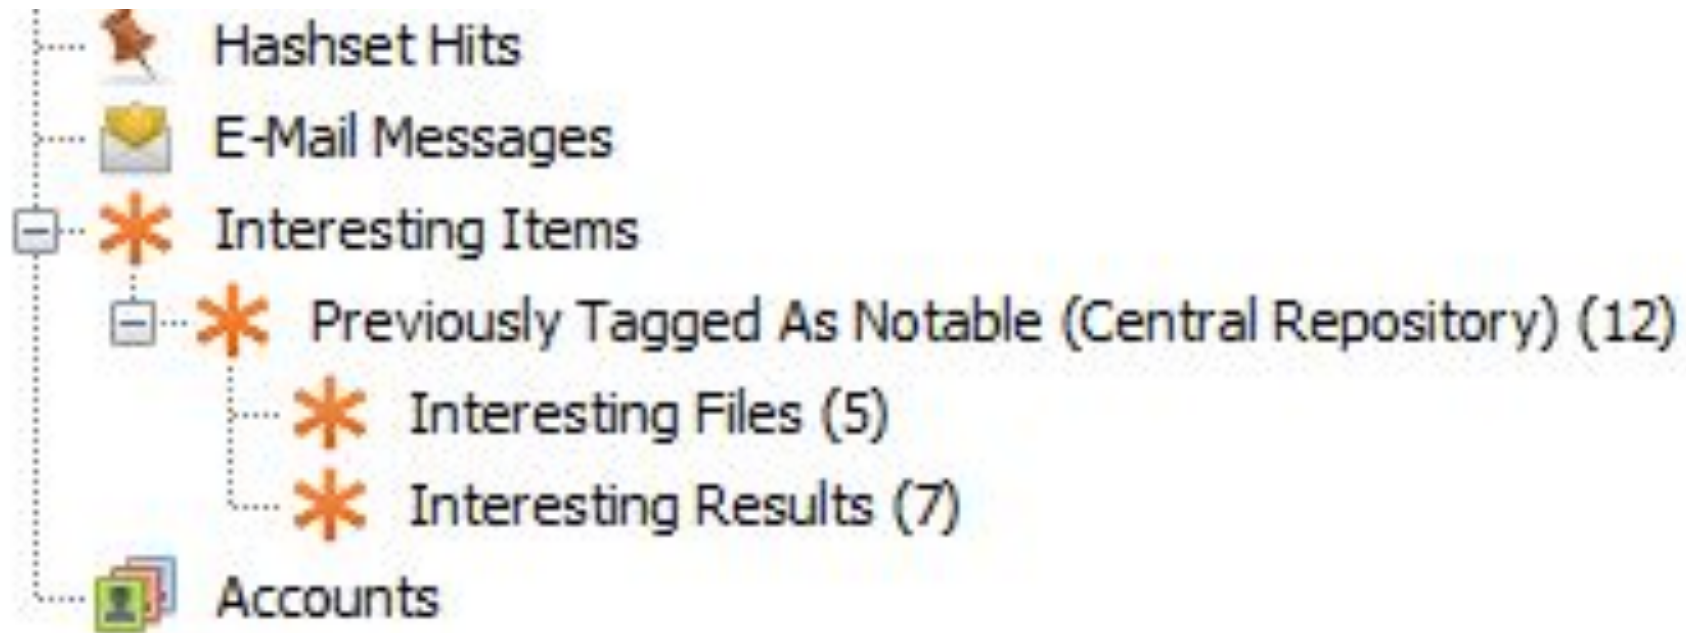 Hashset Hits
E-Mail Messages
Interesting Items
Previously Tagged As Notable (Central Repository) (12)
Interesting Files (5)
Interesting Results (7)
Accounts